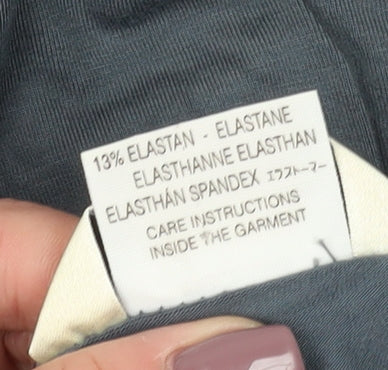 13% ELASTAN - ELASTANE
ELASTHANNE ELASTHAN
ELASTHÁN SPANDEX エラストーマー
CARE INSTRUCTIONS
INSIDE THE GARMENT